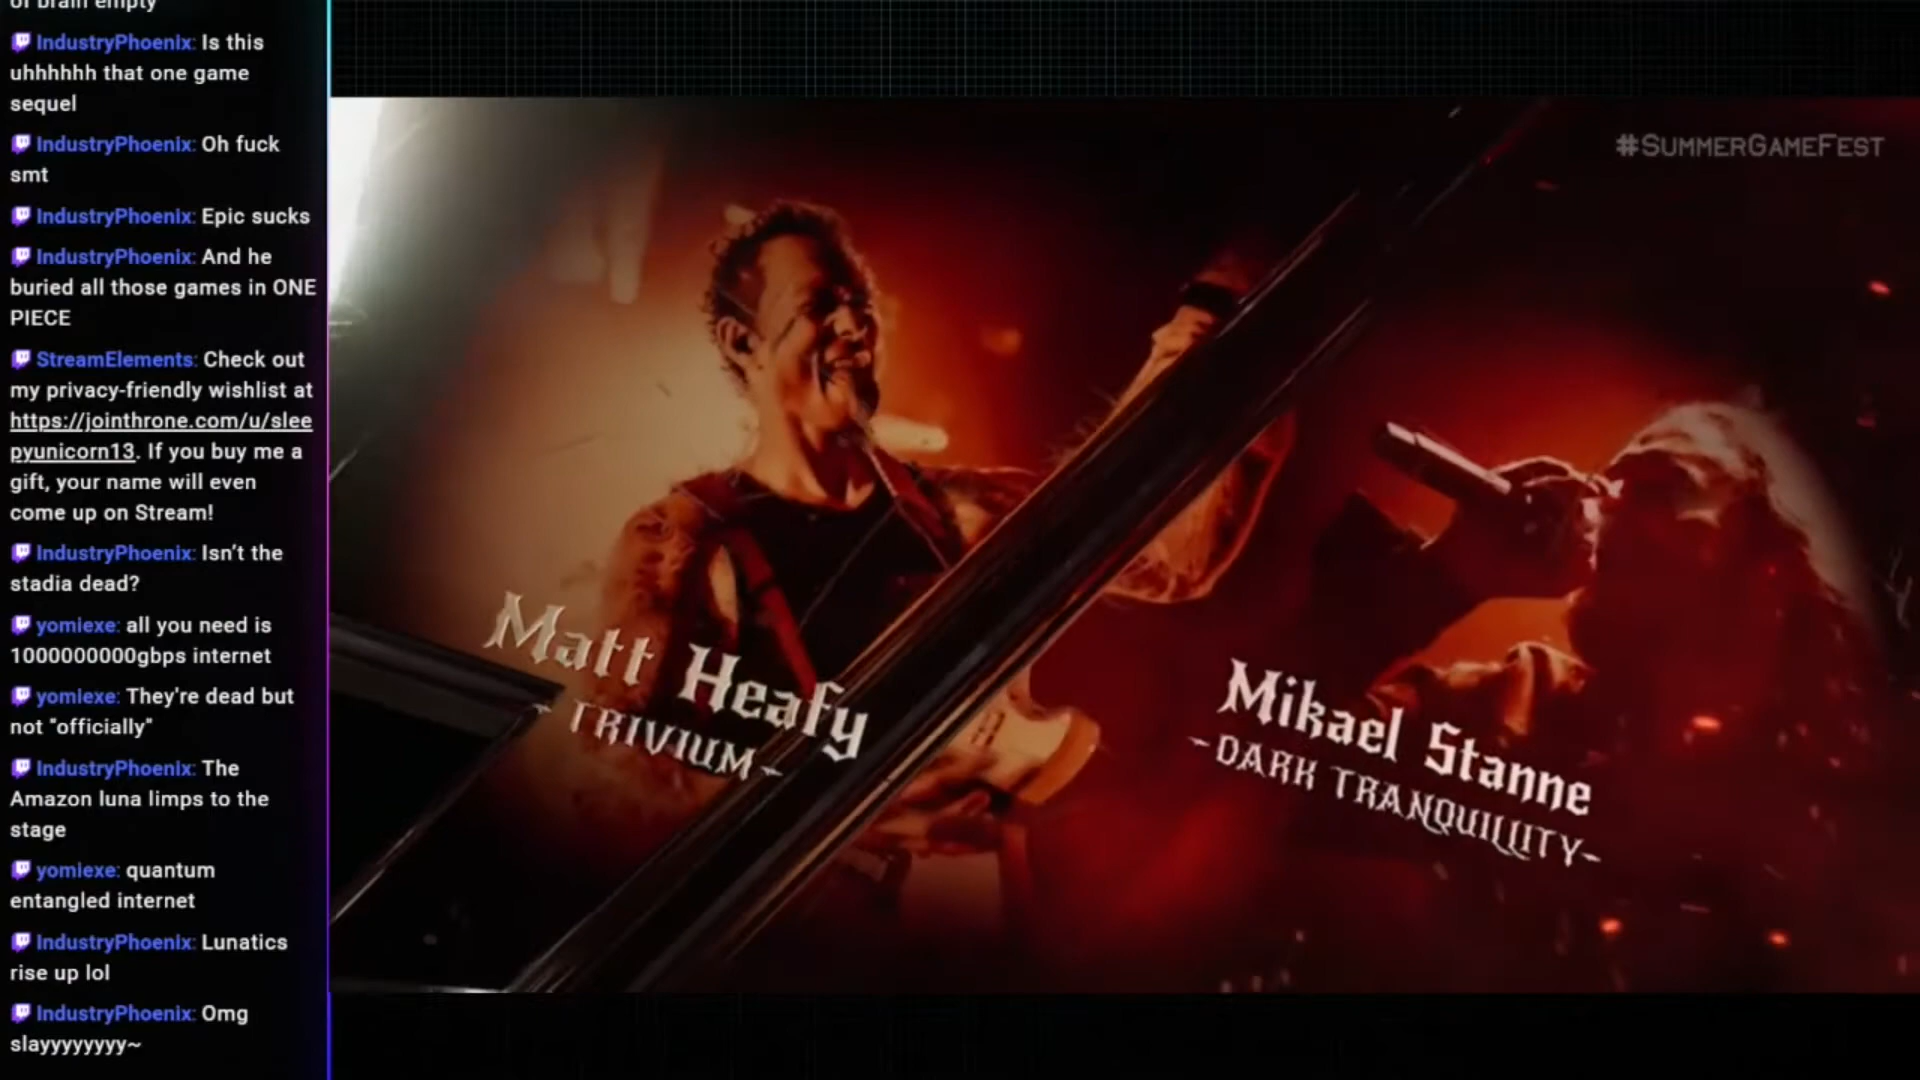 of brain empty
IndustryPhoenix: Is this
uhhhhhh that one game
sequel
IndustryPhoenix: Oh fuck
smt
IndustryPhoenix: Epic sucks
IndustryPhoenix: And he
buried all those games in ONE
PIECE
StreamElements: Check out
my privacy-friendly wishlist at
https://jointhrone.com/u/slee
pyunicorn13. If you buy me a
gift, your name will even
come up on Stream!
IndustryPhoenix: Isn't the
stadia dead?
yomiexe: all you need is
1000000000gbps internet
yomiexe: They're dead but
not "officially"
IndustryPhoenix: The
Amazon luna limps to the
stage
yomiexe: quantum
entangled internet
IndustryPhoenix: Lunatics
rise up lol
IndustryPhoenix: Omg
slayyyyyyyy~
#SUMMERGAMEFEST
Matt Heafy
- TRIVIUM -
Mikael Stanne
- DARK TRANQUILLITY -